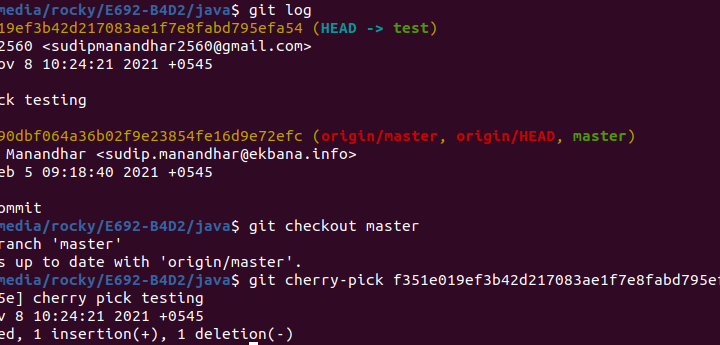 media/rocky/E692-B4D2/java$ git log
19ef3b42d217083ae1f7e8fabd795efa54 (HEAD -> test)
2560 <sudipmanandhar2560@gmail.com>
ov 8 10:24:21 2021 +0545
ck testing
90dbf064a36b02f9e23854fe16d9e72efc (origin/master, origin/HEAD, master)
Manandhar <sudip.manandhar@ekbana.info>
eb 5 09:18:40 2021 +0545
ommit
media/rocky/E692-B4D2/java$ git checkout master
ranch 'master'
s up to date with 'origin/master'.
media/rocky/E692-B4D2/java$ git cherry-pick f351e019ef3b42d217083ae1f7e8fabd795ef
5e] cherry pick testing
v 8 10:24:21 2021 +0545
ed, 1 insertion(+), 1 deletion(-)